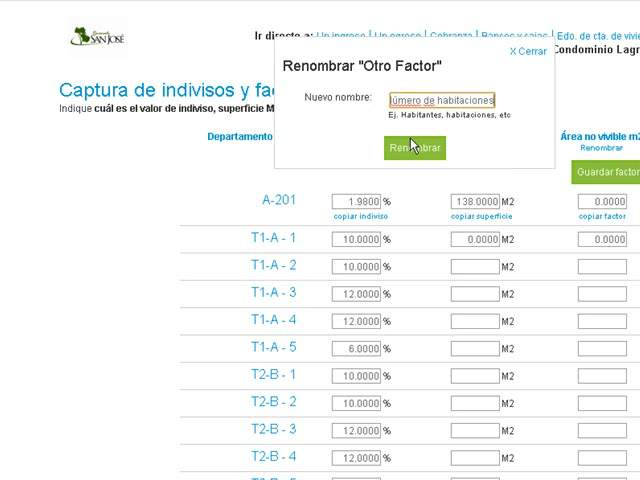 SAN JOSÉ
Ir directo a: Un ingreso | Un egreso | Cobranza | Bancos y cajas | Edo. de cta. de vivie
X Cerrar
Condominio Lagr
Renombrar "Otro Factor"
Captura de indivisos y fac
Nuevo nombre: número de habitaciones
Indique cuál es el valor de indiviso, superficie M
Ej. Habitantes, habitaciones, etc
Renombrar
Departamento
Área no vivible m2
Renombrar
Guardar factor
A-201 1.9800 % 138.0000 M2 0.0000
copiar indiviso copiar superficie copiar factor
T1-A - 1 10.0000 % 0.0000 M2 0.0000
T1-A - 2 10.0000 % M2
T1-A - 3 12.0000 % M2
T1-A - 4 12.0000 % M2
T1-A - 5 6.0000 % M2
T2-B - 1 10.0000 % M2
T2-B - 2 10.0000 % M2
T2-B - 3 12.0000 % M2
T2-B - 4 12.0000 % M2